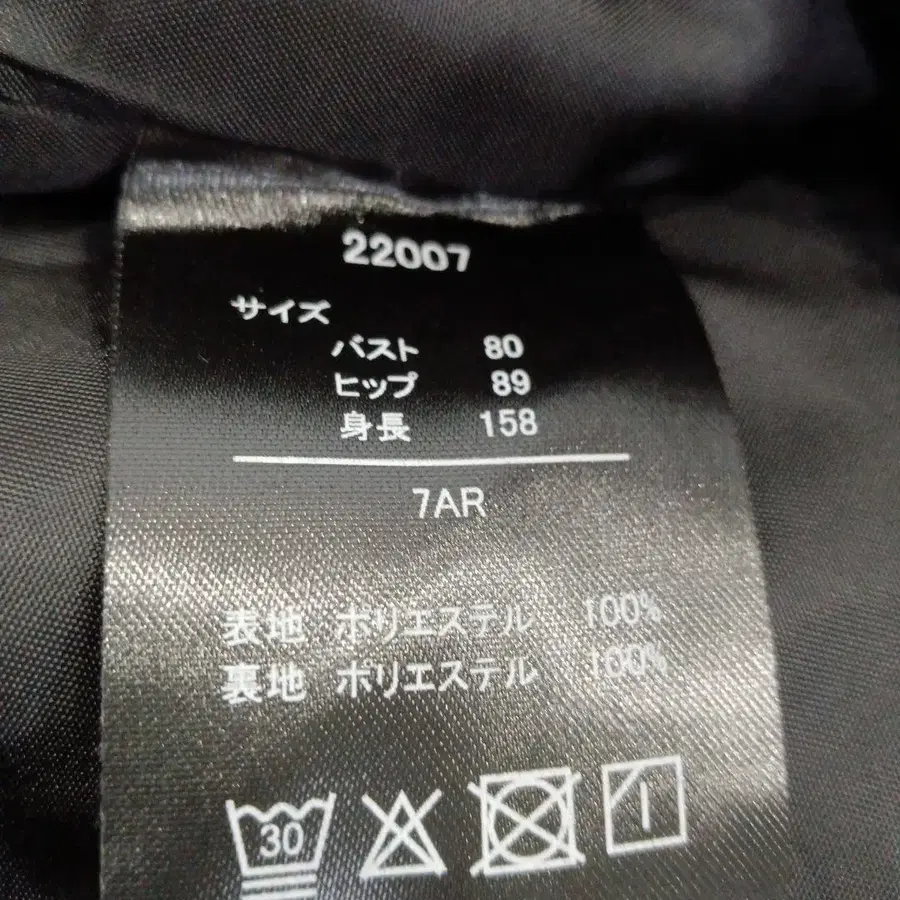 22007
サイズ
バスト 80
ヒップ 89
身長 158
7AR
表地 ポリエステル 100%
裏地 ポリエステル 100%
30